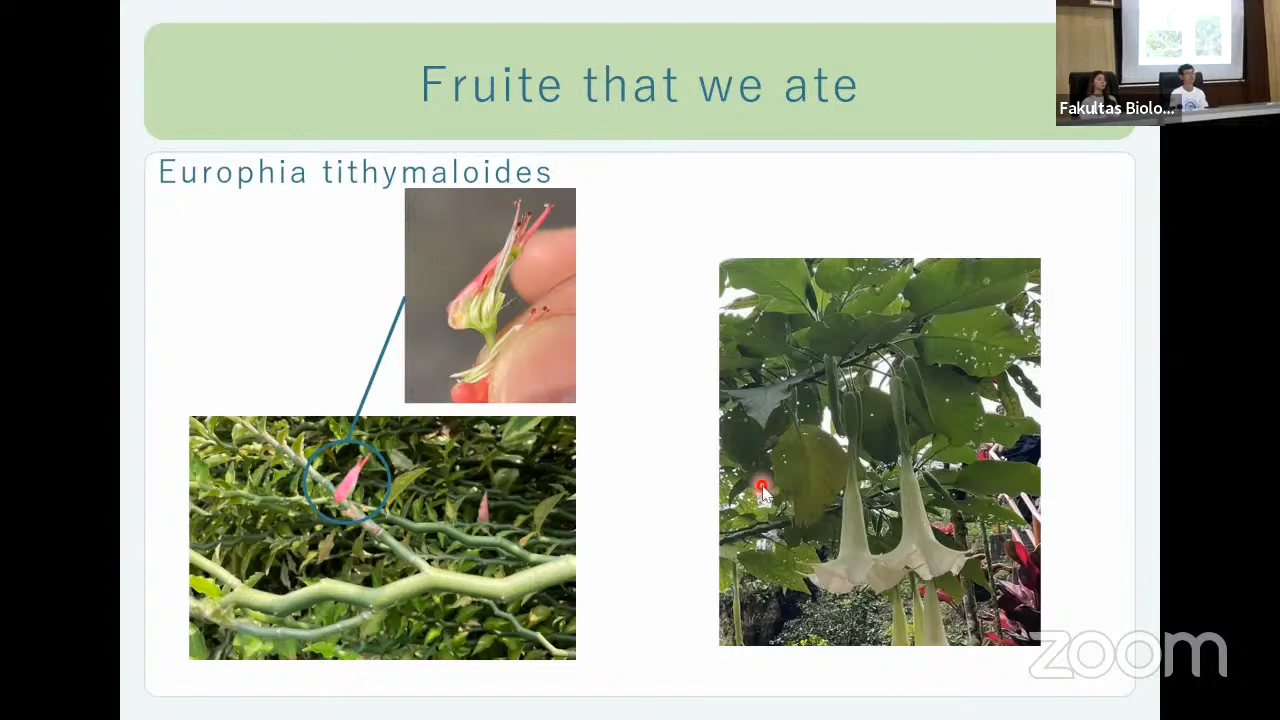 Fruite that we ate
Fakultas Biolo...
Europhia tithymaloides
zoom